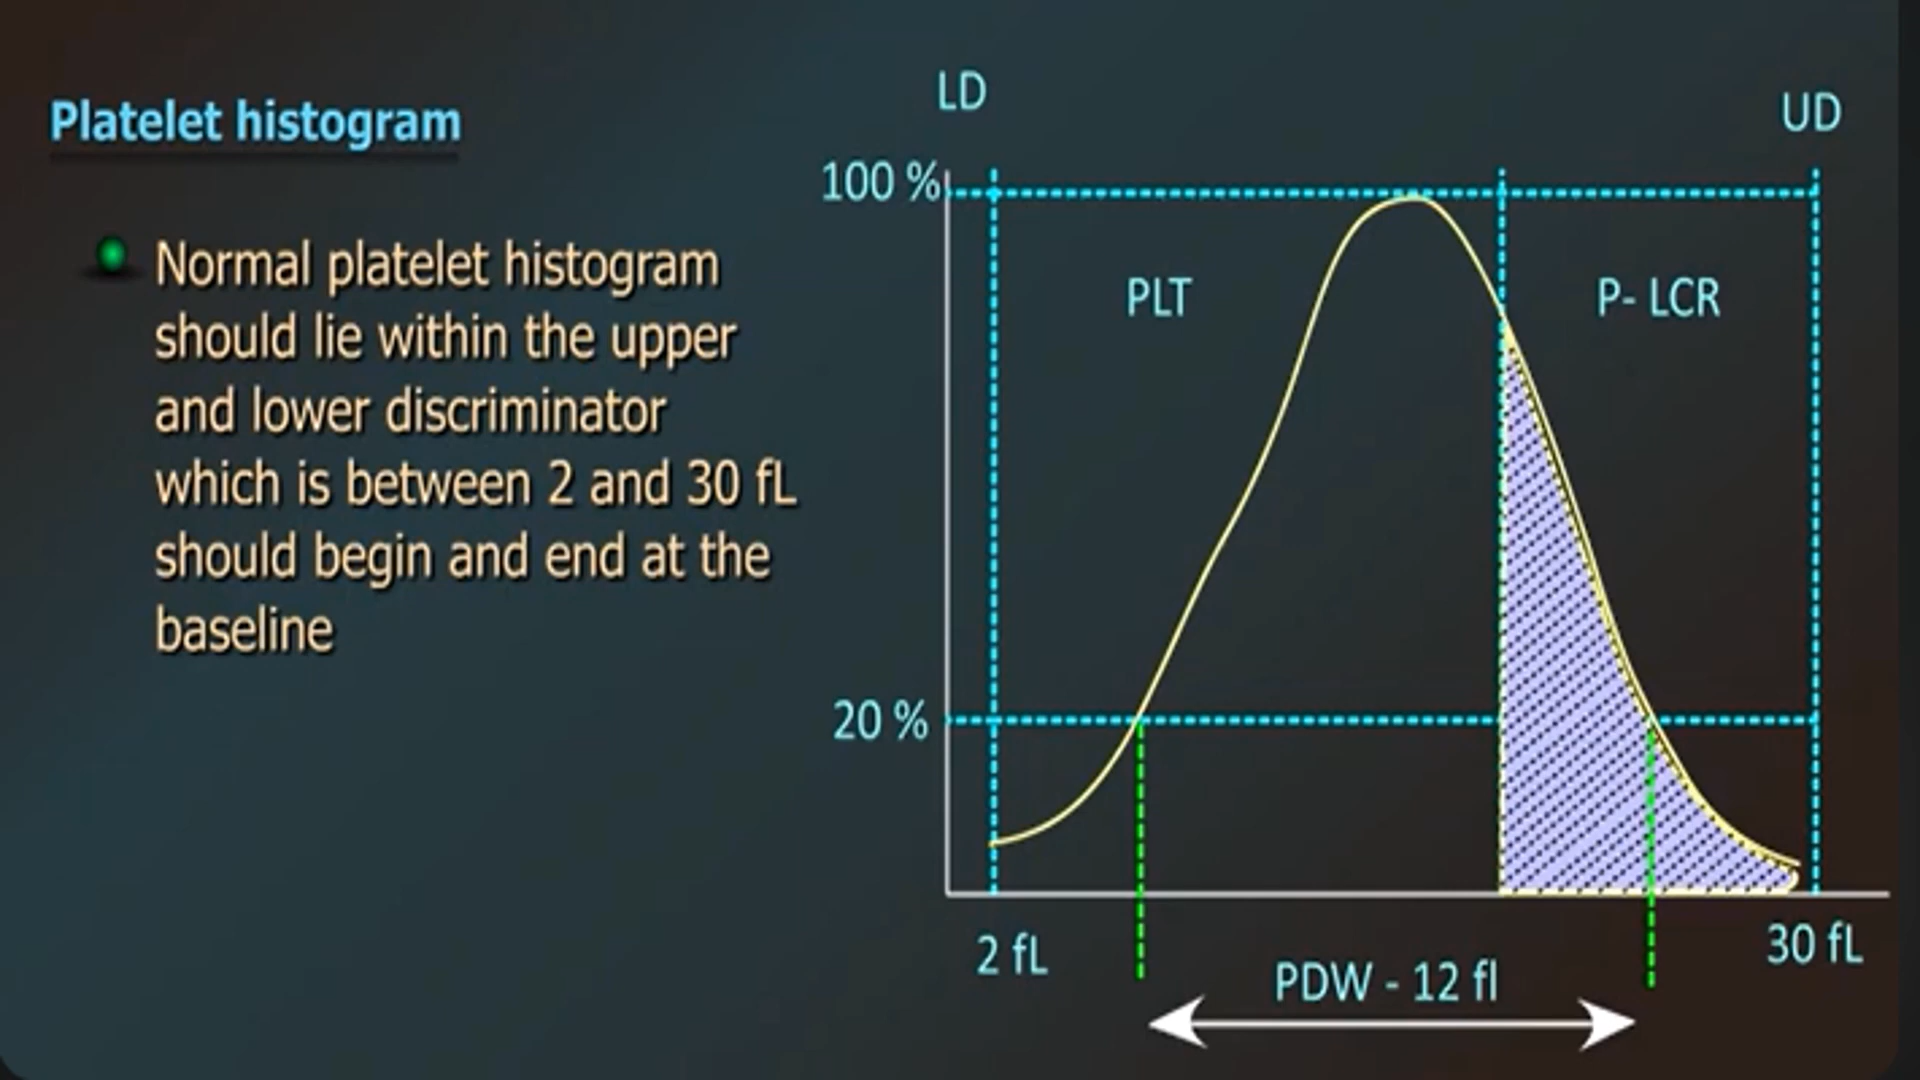 Platelet histogram
Normal platelet histogram
should lie within the upper
and lower discriminator
which is between 2 and 30 fL
should begin and end at the
baseline
LD
UD
100 %
PLT
P- LCR
20 %
2 fL
30 fL
PDW - 12 fl